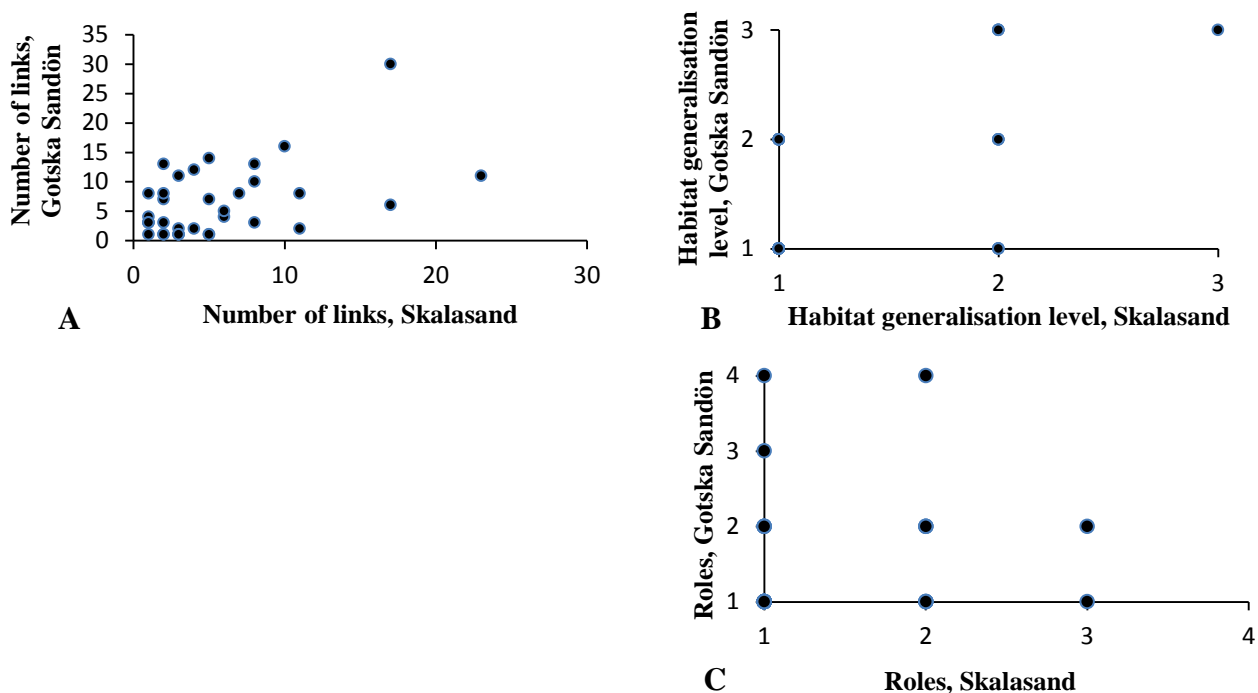 Number of links,
Gotska Sandön
35
30
25
20
15
10
5
0
0 10 20 30
Number of links, Skalasand
A
Habitat generalisation
level, Gotska Sandön
3
2
1
1 2 3
Habitat generalisation level, Skalasand
B
Roles, Gotska Sandön
4
3
2
1
1 2 3 4
Roles, Skalasand
C